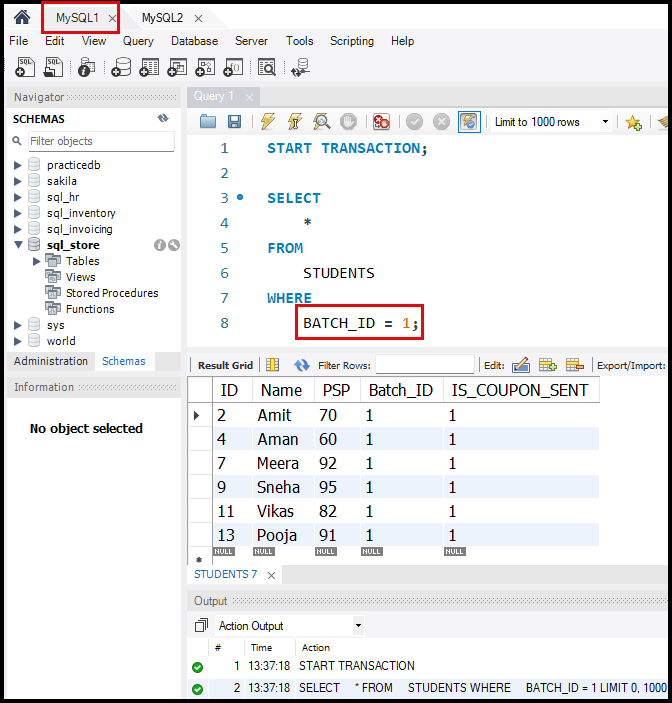 MySQL1 × MySQL2 ×
File Edit View Query Database Server Tools Scripting Help
Navigator
SCHEMAS
Filter objects
practicedb
sakila
sql_hr
sql_inventory
sql_invoicing
sql_store
Tables
Views
Stored Procedures
Functions
sys
world
Administration Schemas
Information
No object selected
Query 1 ×
Limit to 1000 rows
1 START TRANSACTION;
2
3 SELECT
4 *
5 FROM
6 STUDENTS
7 WHERE
8 BATCH_ID = 1;
Result Grid Filter Rows: Edit: Export/Import:
ID Name PSP Batch_ID IS_COUPON_SENT
2 Amit 70 1 1
4 Aman 60 1 1
7 Meera 92 1 1
9 Sneha 95 1 1
11 Vikas 82 1 1
13 Pooja 91 1 1
* NULL NULL NULL NULL NULL
STUDENTS 7 ×
Output
Action Output
# Time Action
1 13:37:18 START TRANSACTION
2 13:37:18 SELECT * FROM STUDENTS WHERE BATCH_ID = 1 LIMIT 0, 1000